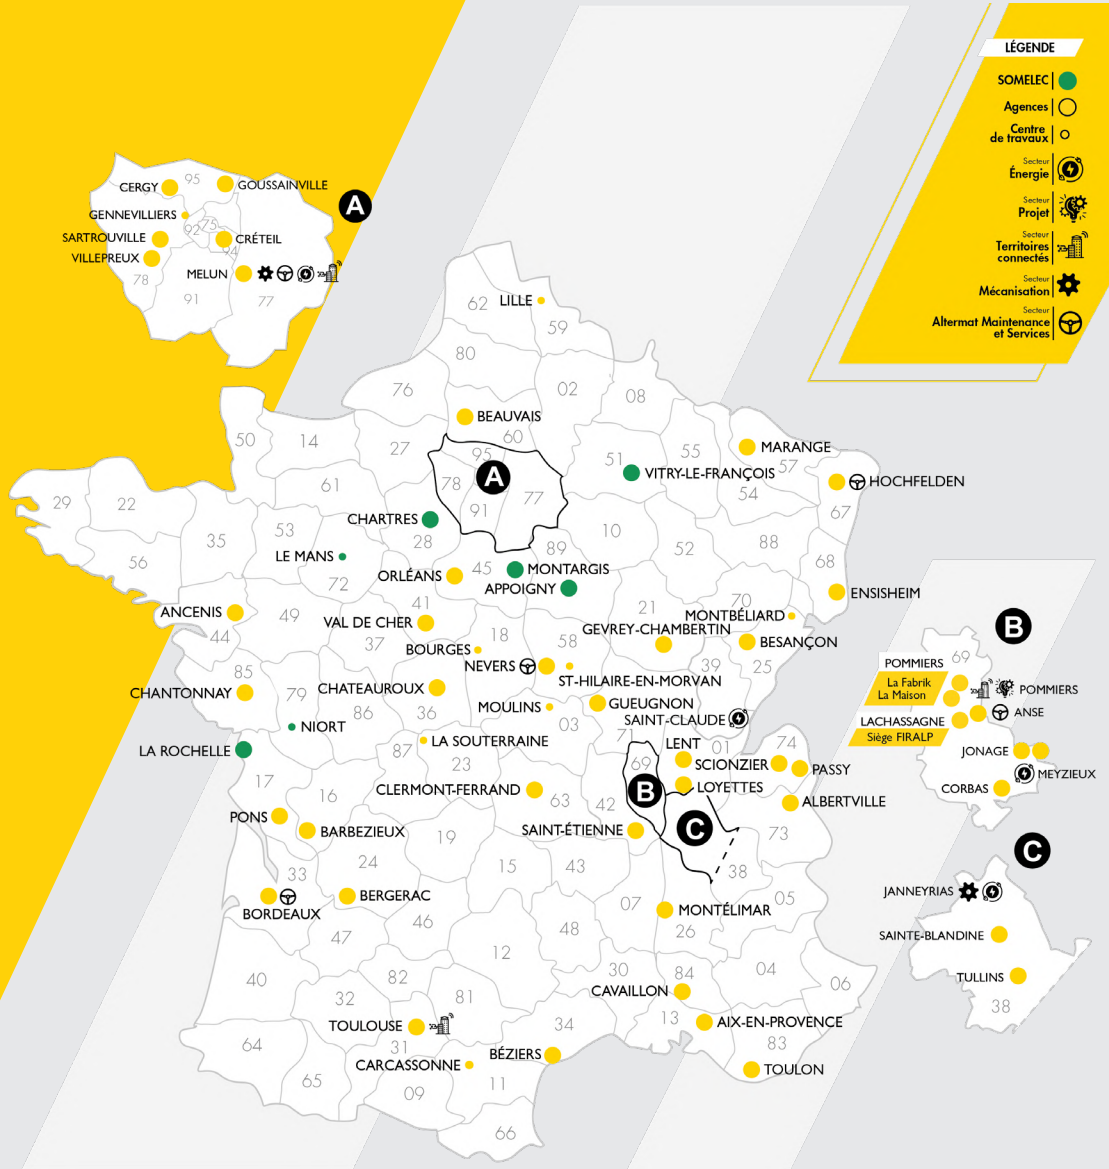 LÉGENDE
SOMELEC
Agences
Centre
de travaux
Secteur
Énergie
Secteur
Projet
Secteur
Territoires
connectés
Secteur
Mécanisation
Secteur
Altermat Maintenance
et Services
CERGY
95
GOUSSAINVILLE
A
GENNEVILLIERS
92
75
SARTROUVILLE
CRÉTEIL
94
VILLEPREUX
MELUN
78
91
77
62
LILLE
59
80
02
76
08
BEAUVAIS
60
50
14
27
95
A
51
VITRY-LE-FRANÇOIS
55
MARANGE
57
54
HOCHFELDEN
67
61
78
77
91
29
22
CHARTRES
28
35
53
10
52
88
68
56
LE MANS
72
89
45
MONTARGIS
ORLÉANS
APPOIGNY
ENSISHEIM
ANCENIS
44
49
41
VAL DE CHER
37
18
58
21
70
MONTBÉLIARD
GEVREY-CHAMBERTIN
BESANÇON
BOURGES
NEVERS
39
25
ST-HILAIRE-EN-MORVAN
85
CHANTONNAY
79
CHATEAUROUX
86
36
MOULINS
GUEUGNON
03
SAINT-CLAUDE
NIORT
71
LA ROCHELLE
87
LA SOUTERRAINE
23
LENT
01
74
69
SCIONZIER
PASSY
17
16
CLERMONT-FERRAND
63
42
B
LOYETTES
ALBERTVILLE
PONS
BARBEZIEUX
19
SAINT-ÉTIENNE
C
73
24
15
43
38
33
BERGERAC
BORDEAUX
07
MONTÉLIMAR
05
46
47
48
26
12
40
82
30
84
04
06
32
81
CAVAILLON
TOULOUSE
34
13
AIX-EN-PROVENCE
64
31
83
CARCASSONNE
BÉZIERS
TOULON
65
09
11
66
B
POMMIERS
69
La Fabrik
La Maison
POMMIERS
ANSE
LACHASSAGNE
Siège FIRALP
JONAGE
MEYZIEUX
CORBAS
C
JANNEYRIAS
SAINTE-BLANDINE
TULLINS
38